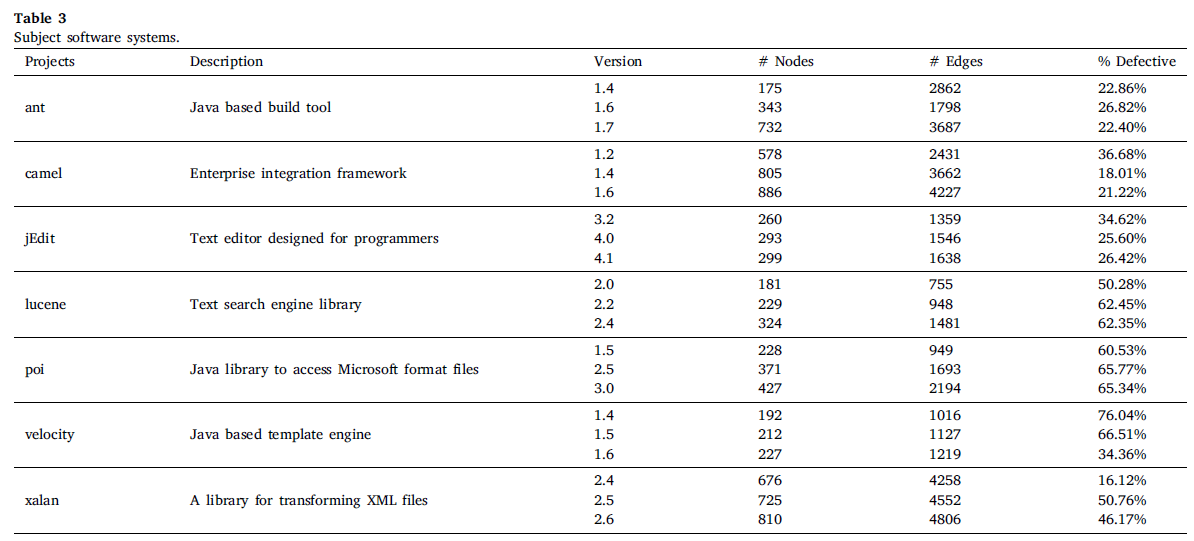 Table 3
Subject software systems.
Projects Description Version # Nodes # Edges % Defective
1.4 175 2862 22.86%
ant Java based build tool 1.6 343 1798 26.82%
1.7 732 3687 22.40%
1.2 578 2431 36.68%
camel Enterprise integration framework 1.4 805 3662 18.01%
1.6 886 4227 21.22%
3.2 260 1359 34.62%
jEdit Text editor designed for programmers 4.0 293 1546 25.60%
4.1 299 1638 26.42%
2.0 181 755 50.28%
lucene Text search engine library 2.2 229 948 62.45%
2.4 324 1481 62.35%
1.5 228 949 60.53%
poi Java library to access Microsoft format files 2.5 371 1693 65.77%
3.0 427 2194 65.34%
1.4 192 1016 76.04%
velocity Java based template engine 1.5 212 1127 66.51%
1.6 227 1219 34.36%
2.4 676 4258 16.12%
xalan A library for transforming XML files 2.5 725 4552 50.76%
2.6 810 4806 46.17%